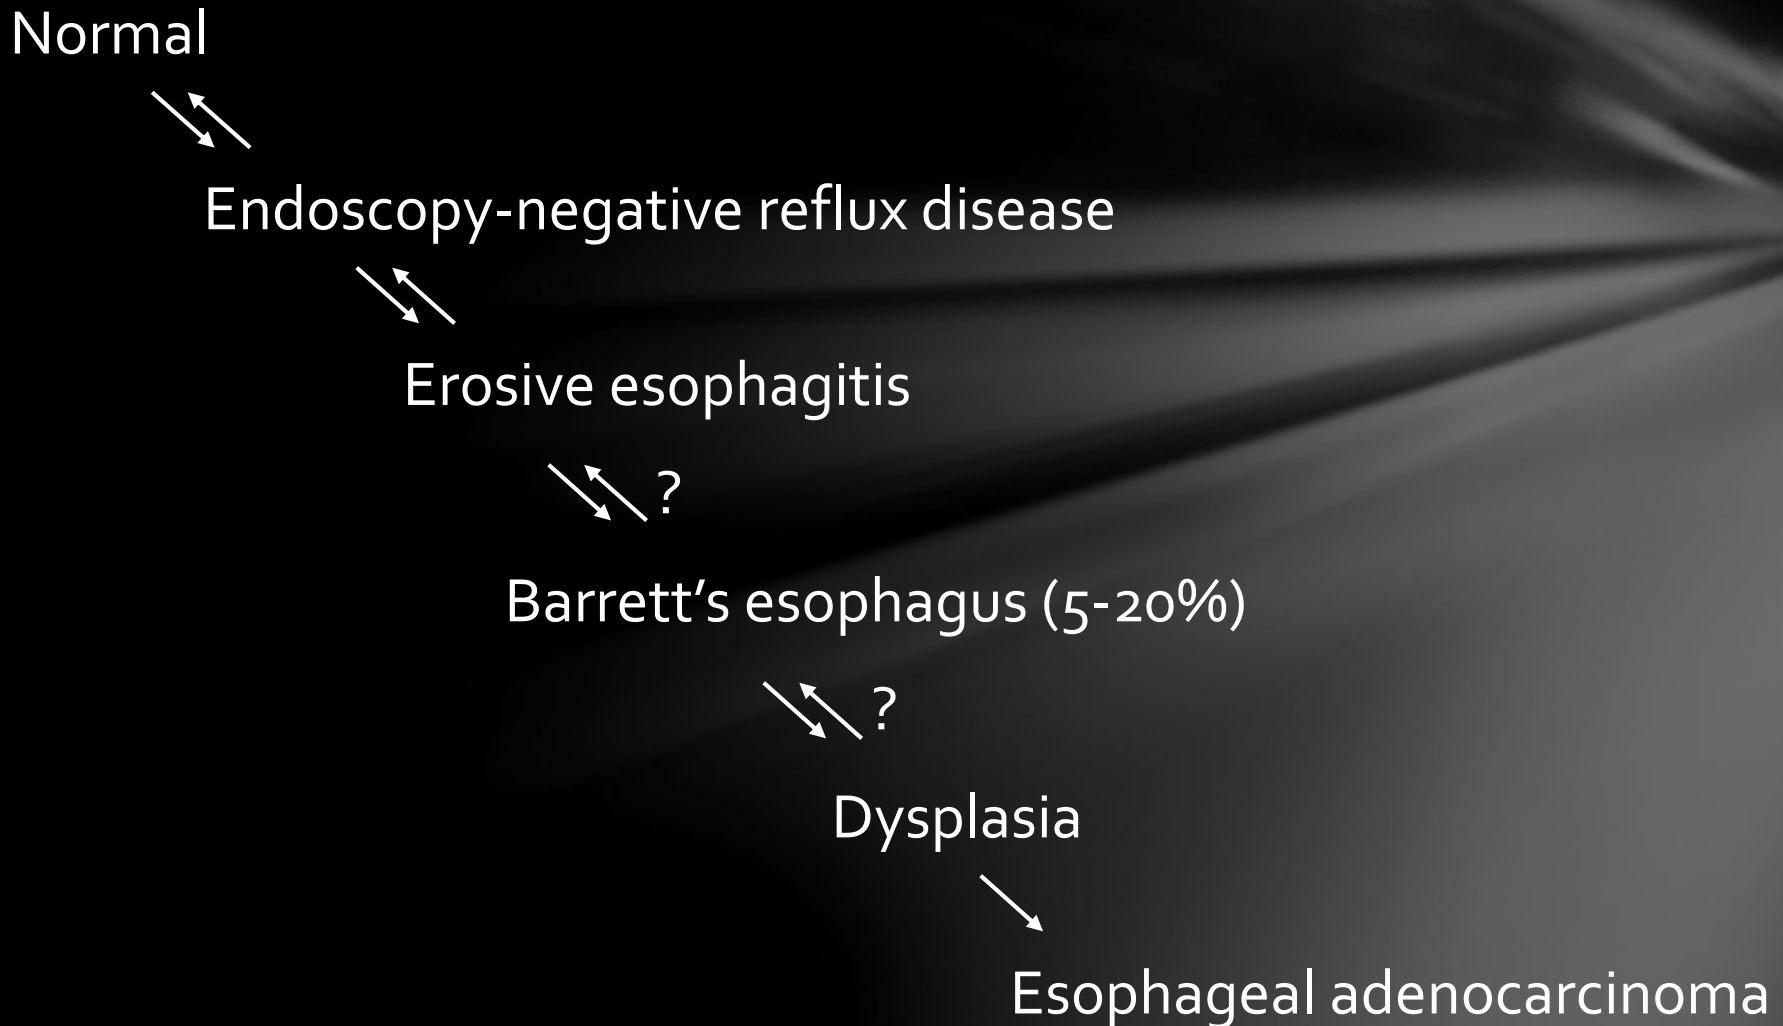 Normal
Endoscopy-negative reflux disease
Erosive esophagitis
?
Barrett’s esophagus (5-20%)
?
Dysplasia
Esophageal adenocarcinoma